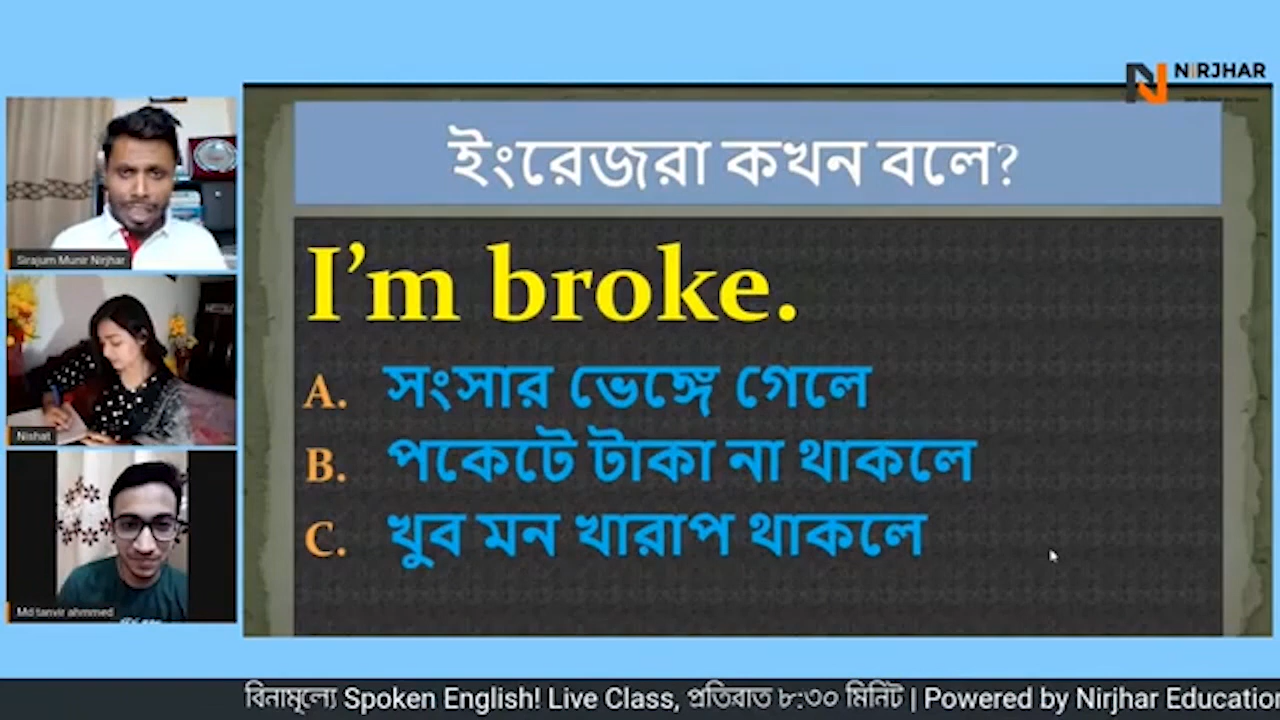 NIRJHAR
ইংরেজরা কখন বলে?
I'm broke.
A. সংসার ভেঙ্গে গেলে
B. পকেটে টাকা না থাকলে
C. খুব মন খারাপ থাকলে
Sirajum Munir Nirjhar
Nishat
Md tanvir ahmmed
বিনামূল্যে Spoken English! Live Class, প্রতিরাত ৮:৩০ মিনিট | Powered by Nirjhar Education